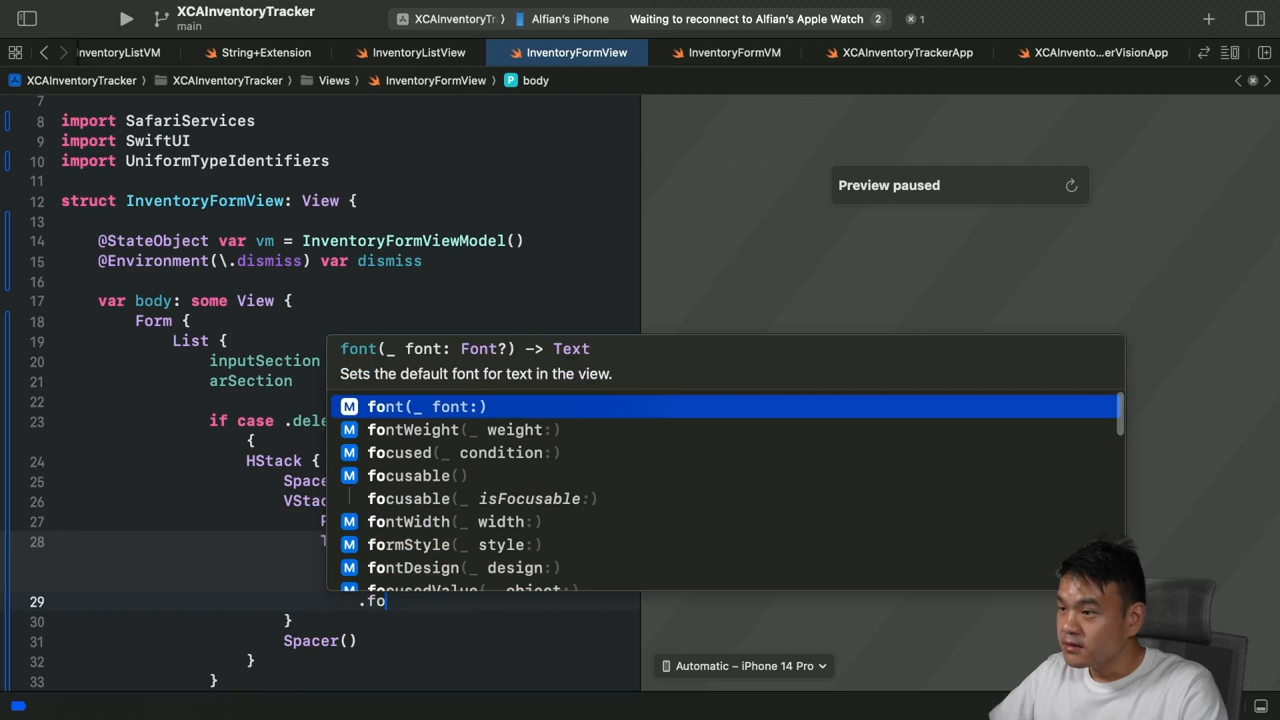 XCAInventoryTracker
main
XCAInventoryTr
Alfian's iPhone
Waiting to reconnect to Alfian's Apple Watch
2
1
nventoryListVM
String+Extension
InventoryListView
InventoryFormView
InventoryFormVM
XCAInventoryTrackerApp
XCAInvento...erVisionApp
XCAInventoryTracker
XCAInventoryTracker
Views
InventoryFormView
P
body
7
8 import SafariServices
9 import SwiftUI
10 import UniformTypeIdentifiers
11
12 struct InventoryFormView: View {
13
14 @StateObject var vm = InventoryFormViewModel()
15 @Environment(\.dismiss) var dismiss
16
17 var body: some View {
18 Form {
19 List {
20 inputSection
21 arSection
22
23 if case .dele
{
24 HStack {
25 Space
26 VStac
27
28
29 .fo
30 }
31 Spacer()
32 }
33 }
font(_ font: Font?) -> Text
Sets the default font for text in the view.
M font(_ font:)
M fontWeight(_ weight:)
M focused(_ condition:)
M focusable()
focusable(_ isFocusable:)
M fontWidth(_ width:)
M formStyle(_ style:)
M fontDesign(_ design:)
M focusedValue(_ object:)
Preview paused
Automatic – iPhone 14 Pro